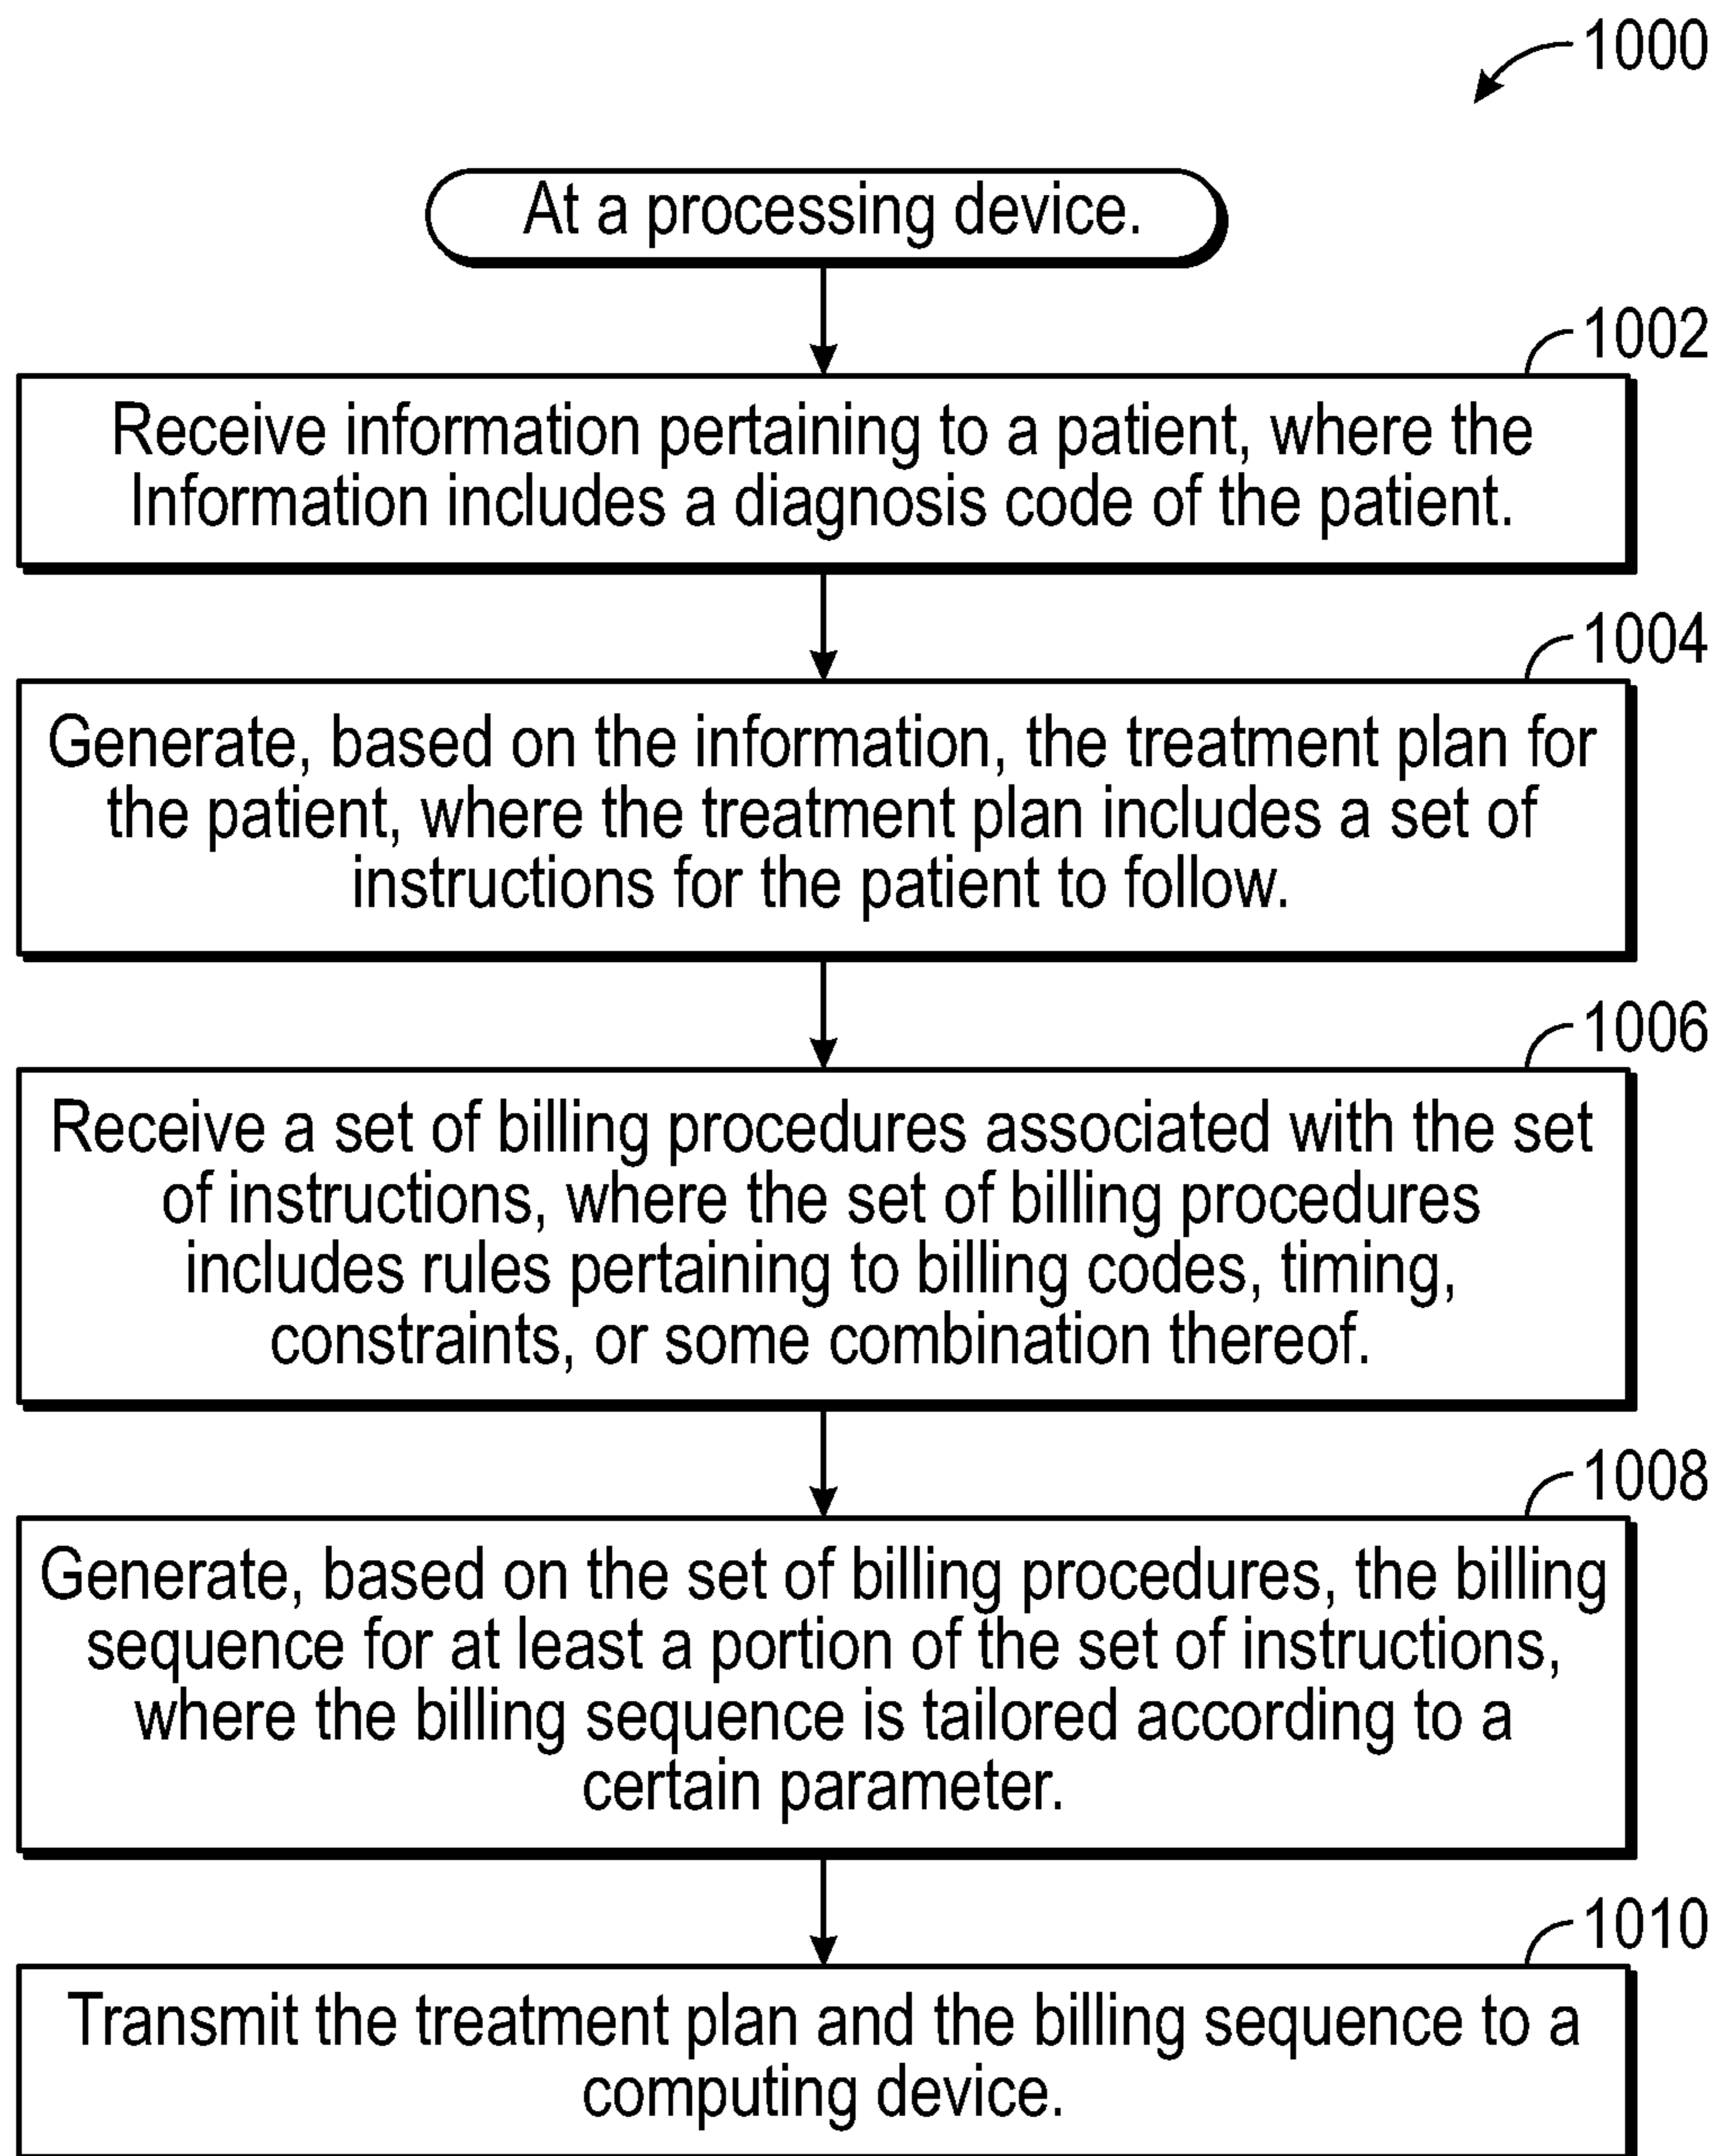 1000
At a processing device.
1002
Receive information pertaining to a patient, where the
Information includes a diagnosis code of the patient.
1004
Generate, based on the information, the treatment plan for
the patient, where the treatment plan includes a set of
instructions for the patient to follow.
1006
Receive a set of billing procedures associated with the set
of instructions, where the set of billing procedures
includes rules pertaining to billing codes, timing,
constraints, or some combination thereof.
1008
Generate, based on the set of billing procedures, the billing
sequence for at least a portion of the set of instructions,
where the billing sequence is tailored according to a
certain parameter.
1010
Transmit the treatment plan and the billing sequence to a
computing device.